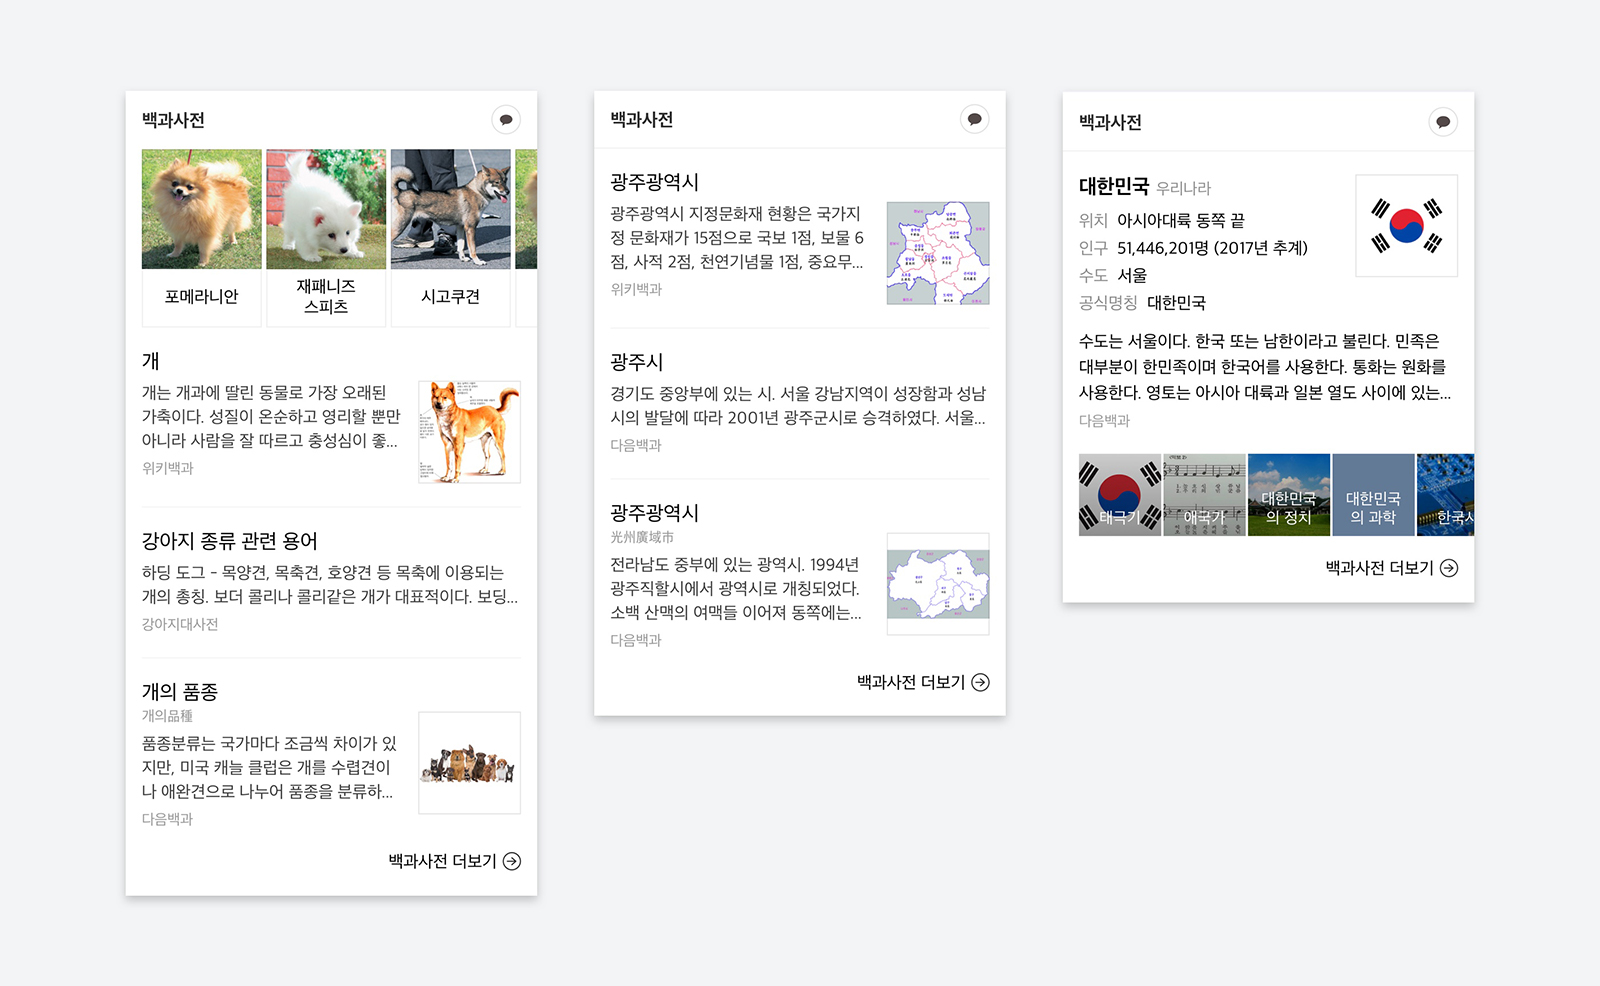 백과사전
포메라니안
재패니즈
스피츠
시고쿠견
개
개는 개과에 딸린 동물로 가장 오래된
가축이다. 성질이 온순하고 영리할 뿐만
아니라 사람을 잘 따르고 충성심이 좋...
위키백과
강아지 종류 관련 용어
하딩 도그 - 목양견, 목축견, 호양견 등 목축에 이용되는
개의 총칭. 보더 콜리나 콜리같은 개가 대표적이다. 보딩...
강아지대사전
개의 품종
개의品種
품종분류는 국가마다 조금씩 차이가 있
지만, 미국 캐늘 클럽은 개를 수렵견이
나 애완견으로 나누어 품종을 분류하...
다음백과
백과사전 더보기
백과사전
광주광역시
광주광역시 지정문화재 현황은 국가지
정 문화재가 15점으로 국보 1점, 보물 6
점, 사적 2점, 천연기념물 1점, 중요무...
위키백과
광주시
경기도 중앙부에 있는 시. 서울 강남지역이 성장함과 성남
시의 발달에 따라 2001년 광주군시로 승격하였다. 서울...
다음백과
광주광역시
光州廣域市
전라남도 중부에 있는 광역시. 1994년
광주직할시에서 광역시로 개칭되었다.
소백 산맥의 여맥들 이어져 동쪽에는...
다음백과
백과사전 더보기
백과사전
대한민국 우리나라
위치 아시아대륙 동쪽 끝
인구 51,446,201명 (2017년 추계)
수도 서울
공식명칭 대한민국
수도는 서울이다. 한국 또는 남한이라고 불린다. 민족은
대부분이 한민족이며 한국어를 사용한다. 통화는 원화를
사용한다. 영토는 아시아 대륙과 일본 열도 사이에 있는...
다음백과
태극기
애국가
대한민국
의 정치
대한민국
의 과학
한국사
백과사전 더보기